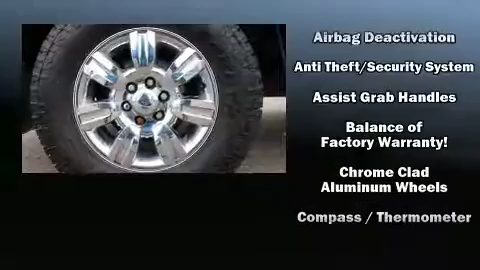 Airbag Deactivation
Anti Theft/Security System
Assist Grab Handles
Balance of
Factory Warranty!
Chrome Clad
Aluminum Wheels
Compass / Thermometer